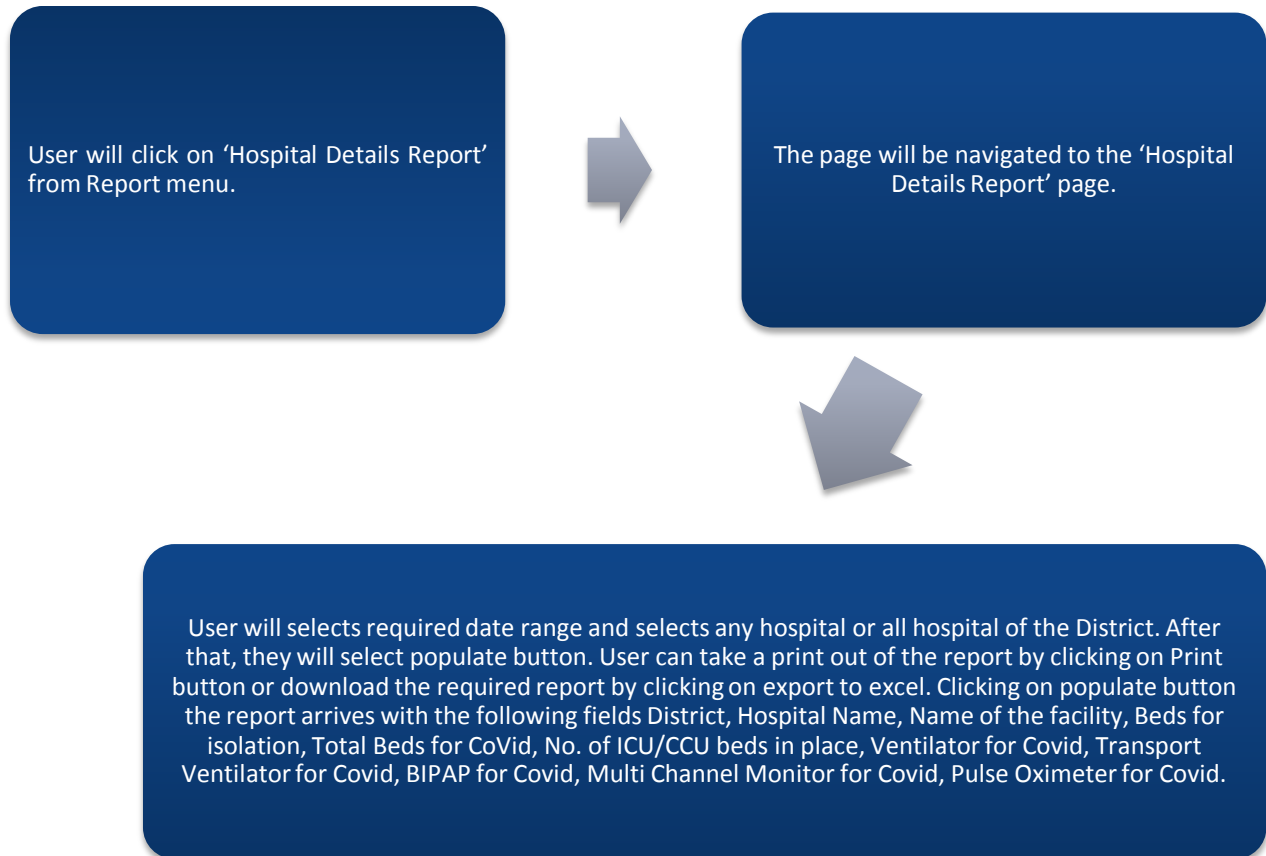 User will click on ‘Hospital Details Report’
from Report menu.
The page will be navigated to the ‘Hospital
Details Report’ page.
User will selects required date range and selects any hospital or all hospital of the District. After
that, they will select populate button. User can take a print out of the report by clicking on Print
button or download the required report by clicking on export to excel. Clicking on populate button
the report arrives with the following fields District, Hospital Name, Name of the facility, Beds for
isolation, Total Beds for CoVid, No. of ICU/CCU beds in place, Ventilator for Covid, Transport
Ventilator for Covid, BIPAP for Covid, Multi Channel Monitor for Covid, Pulse Oximeter for Covid.